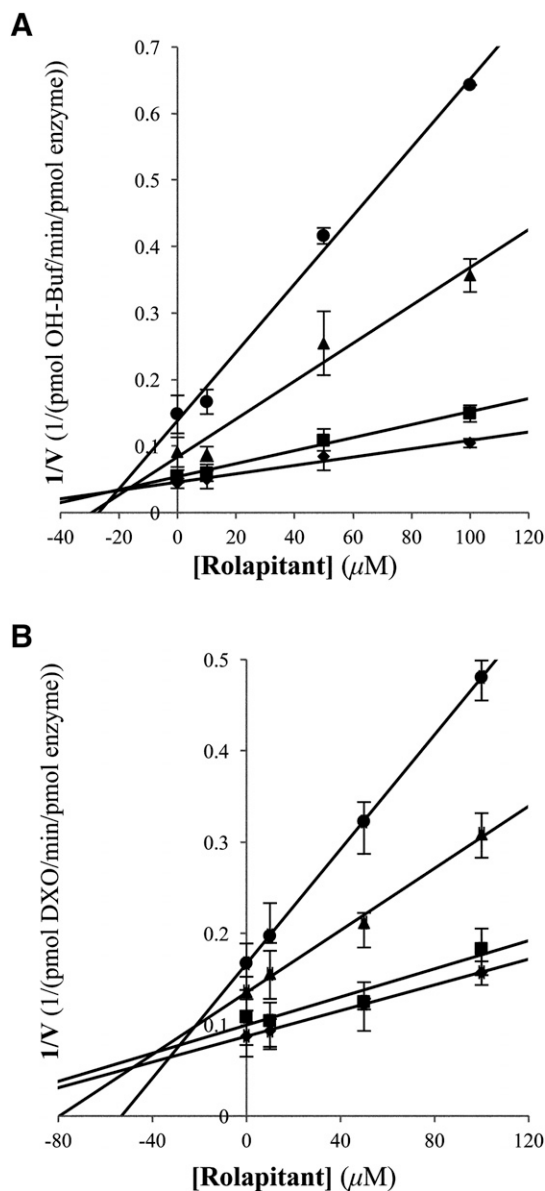 A
1/V (1/(pmol OH-Buf/min/pmol enzyme))
0.7
0.6
0.5
0.4
0.3
0.2
0.1
0
-40 -20 0 20 40 60 80 100 120
[Rolapitant] (µM)
B
1/V (1/(pmol DXO/min/pmol enzyme))
0.5
0.4
0.3
0.2
0.1
0
-80 -40 0 40 80 120
[Rolapitant] (µM)